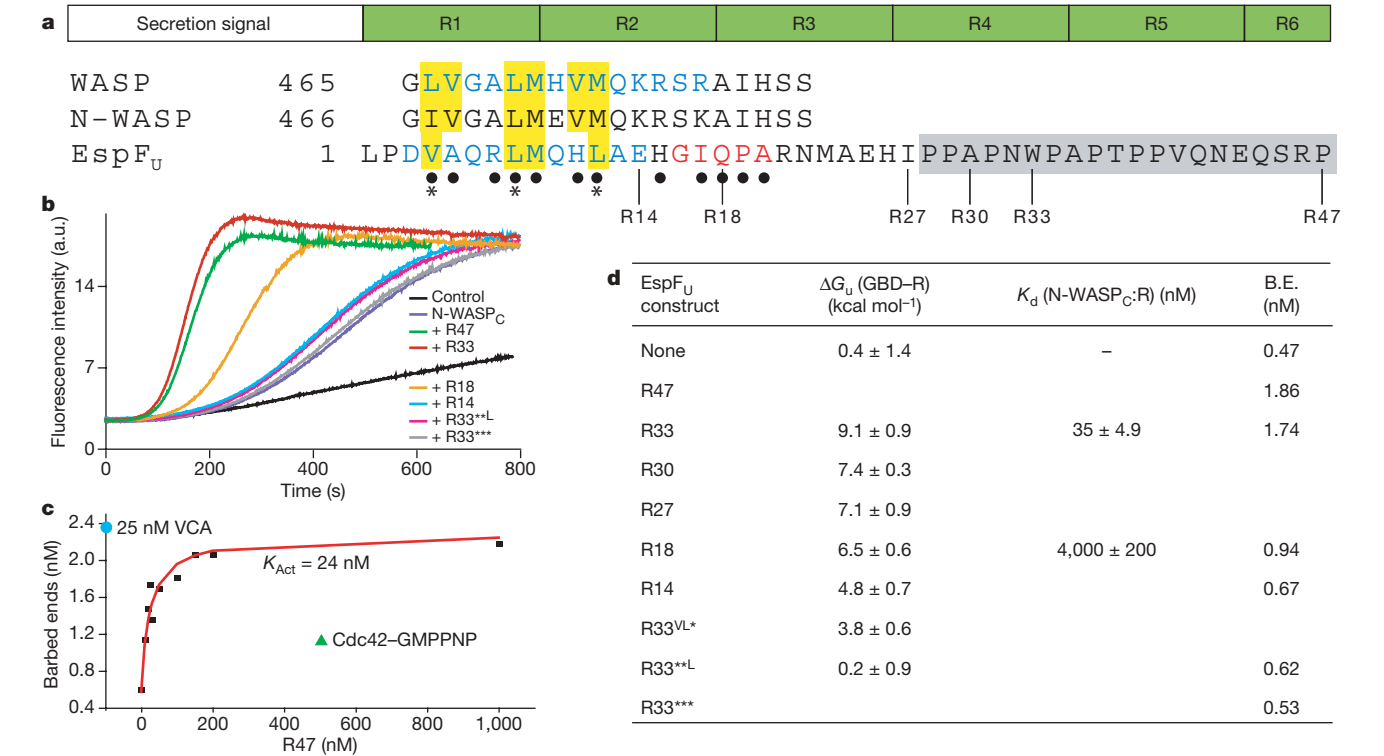 a Secretion signal R1 R2 R3 R4 R5 R6
WASP 465 GLVGALMHVMQKRSRAIHSS
N-WASP 466 GIVGALMEVMQKRSKAIHSS
EspFU 1 LPDVAQRLMQHLAEHGIQPARNMAEHIPPAPNWPAPTPPVQNEQSRP
* * *
R14 R18 R27 R30 R33 R47
b
Fluorescence intensity (a.u.)
14
7
0
0 200 400 600 800
Time (s)
Control
N-WASPC
+ R47
+ R33
+ R18
+ R14
+ R33**L
+ R33***
c
Barbed ends (nM)
2.4
2.0
1.6
1.2
0.8
0.4
25 nM VCA
KAct = 24 nM
Cdc42–GMPPNP
0 200 400 600 800 1,000
R47 (nM)
d
EspFU construct ΔGu (GBD–R) (kcal mol–1) Kd (N-WASPC:R) (nM) B.E. (nM)
None 0.4 ± 1.4 – 0.47
R47 1.86
R33 9.1 ± 0.9 35 ± 4.9 1.74
R30 7.4 ± 0.3
R27 7.1 ± 0.9
R18 6.5 ± 0.6 4,000 ± 200 0.94
R14 4.8 ± 0.7 0.67
R33VL* 3.8 ± 0.6
R33**L 0.2 ± 0.9 0.62
R33*** 0.53